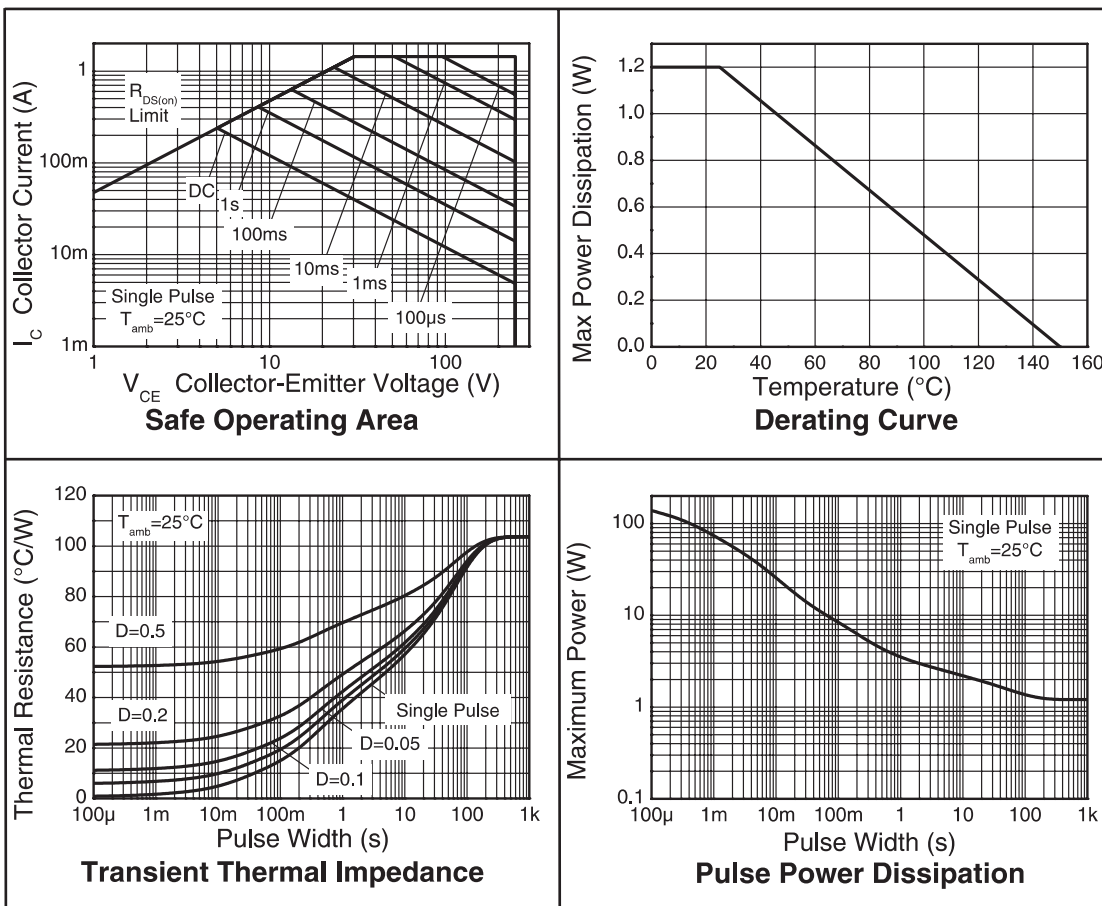 I_C Collector Current (A)
1
100m
10m
1m
R_DS(on)
Limit
DC
1s
100ms
10ms
1ms
100µs
Single Pulse
T_amb=25°C
1
10
100
V_CE Collector-Emitter Voltage (V)
Safe Operating Area
Max Power Dissipation (W)
1.2
1.0
0.8
0.6
0.4
0.2
0.0
0
20
40
60
80
100
120
140
160
Temperature (°C)
Derating Curve
Thermal Resistance (°C/W)
120
100
80
60
40
20
0
T_amb=25°C
D=0.5
D=0.2
Single Pulse
D=0.05
D=0.1
100µ
1m
10m
100m
1
10
100
1k
Pulse Width (s)
Transient Thermal Impedance
Maximum Power (W)
100
10
1
0.1
Single Pulse
T_amb=25°C
100µ
1m
10m
100m
1
10
100
1k
Pulse Width (s)
Pulse Power Dissipation